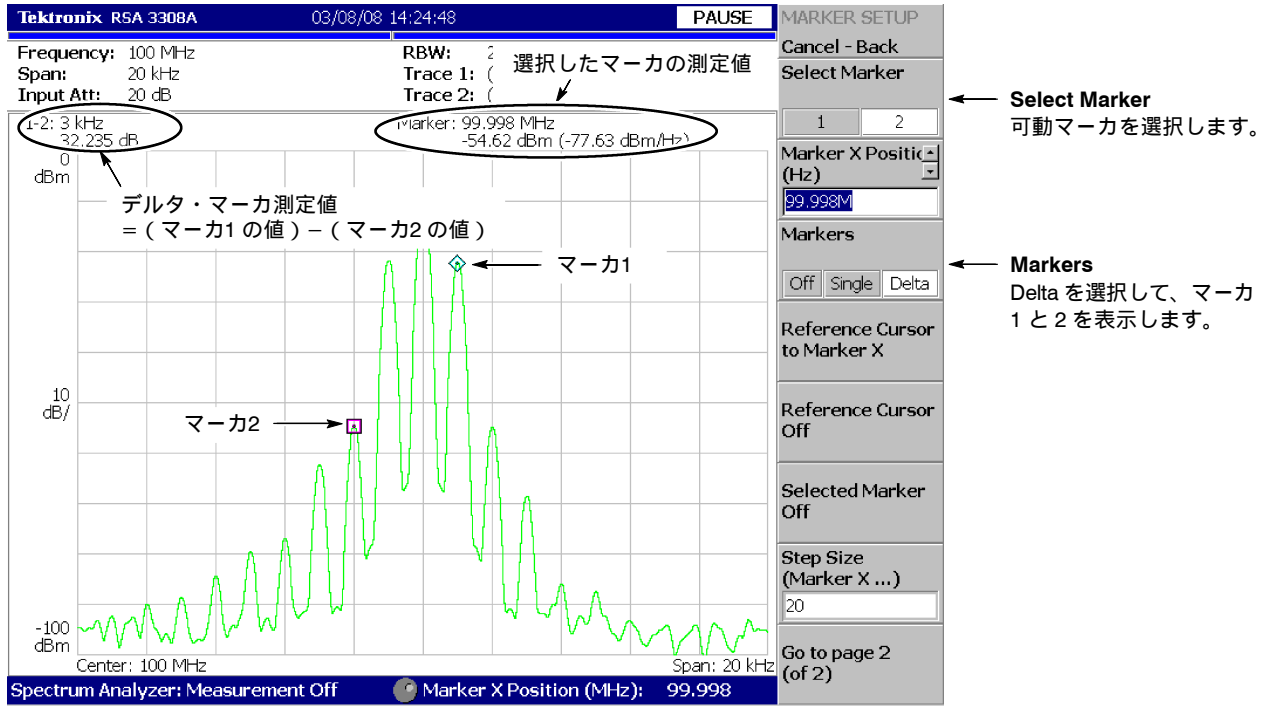 Tektronix RSA 3308A 03/08/08 14:24:48 PAUSE
Frequency: 100 MHz
Span: 20 kHz
Input Att: 20 dB
RBW: 2
Trace 1: (
Trace 2: (
選択したマーカの測定値
1-2: 3 kHz
32.235 dB
Marker: 99.998 MHz
-54.62 dBm (-77.63 dBm/Hz)
0
dBm
デルタ・マーカ測定値
=(マーカ1 の値)−(マーカ2 の値)
マーカ1
10
dB/
マーカ2
-100
dBm
Center: 100 MHz Span: 20 kHz
Spectrum Analyzer: Measurement Off Marker X Position (MHz): 99.998
MARKER SETUP
Cancel - Back
Select Marker
1 2
Marker X Positic
(Hz)
99.998M
Markers
Off Single Delta
Reference Cursor
to Marker X
Reference Cursor
Off
Selected Marker
Off
Step Size
(Marker X ...)
20
Go to page 2
(of 2)
Select Marker
可動マーカを選択します。
Markers
Delta を選択して、マーカ
1 と 2 を表示します。